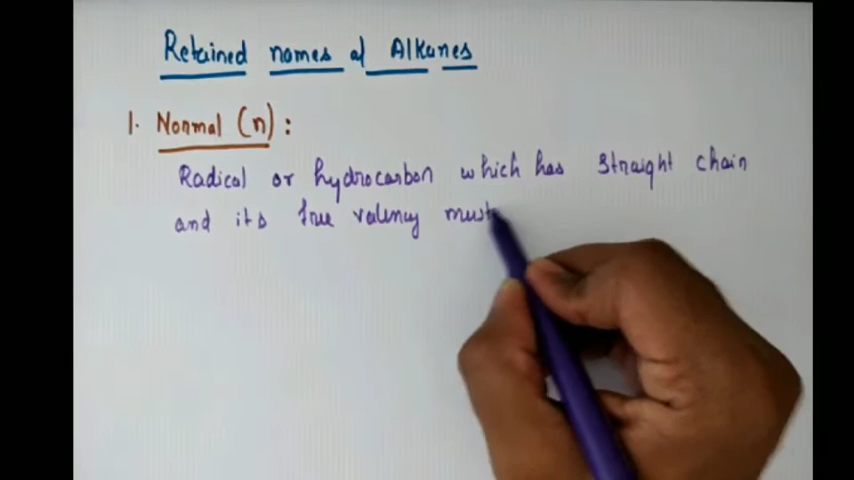 Retained names of Alkanes
1. Normal (n) :
Radical or hydrocarbon which has straight chain
and its free valency must